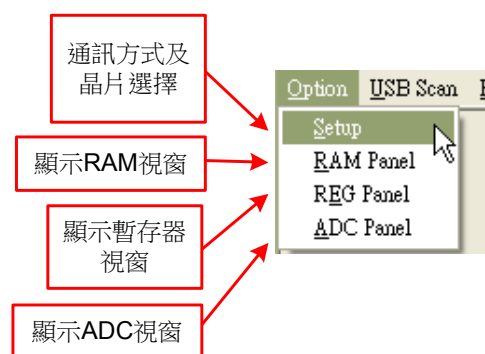 通訊方式及
晶片選擇
顯示RAM視窗
顯示暫存器
視窗
顯示ADC視窗
Option USB Scan
Setup
RAM Panel
REG Panel
ADC Panel